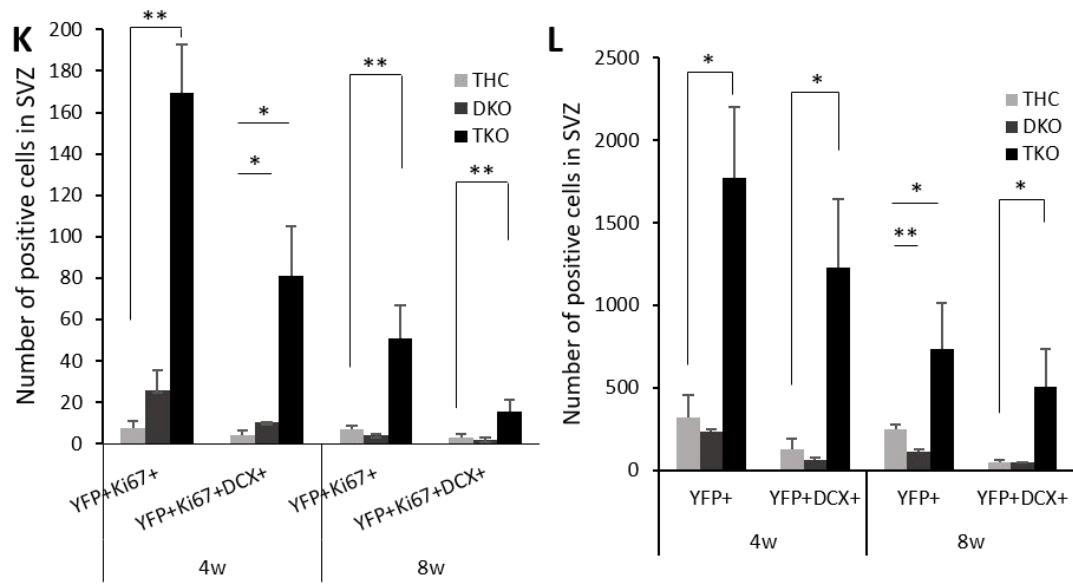 K
Number of positive cells in SVZ
200
180
160
140
120
100
80
60
40
20
0
**
*
*
**
**
THC
DKO
TKO
YFP+Ki67+
YFP+Ki67+DCX+
YFP+Ki67+
YFP+Ki67+DCX+
4w
8w
L
Number of positive cells in SVZ
2500
2000
1500
1000
500
0
*
*
*
**
*
THC
DKO
TKO
YFP+
YFP+DCX+
YFP+
YFP+DCX+
4w
8w